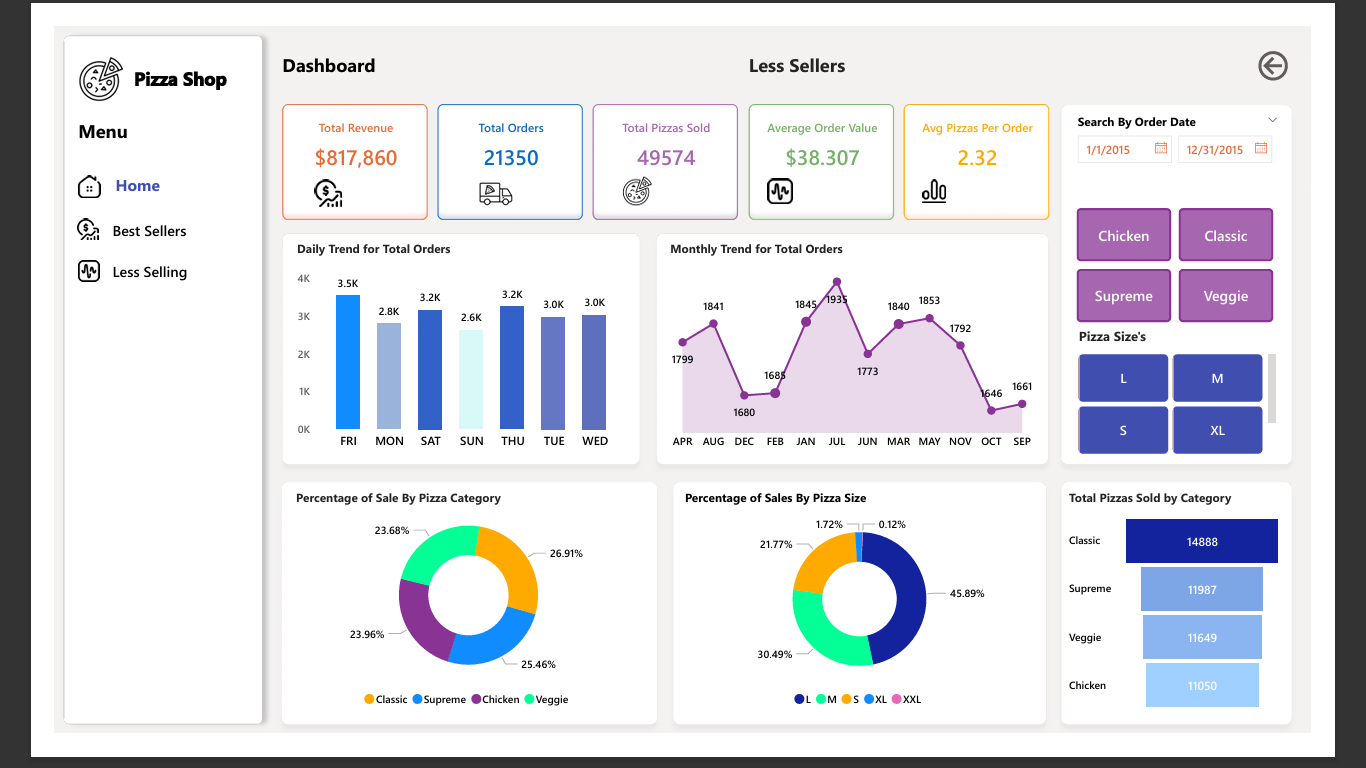 Pizza Shop
Menu
Home
Best Sellers
Less Selling
Dashboard
Less Sellers
Total Revenue
$817,860
Total Orders
21350
Total Pizzas Sold
49574
Average Order Value
$38.307
Avg Pizzas Per Order
2.32
Search By Order Date
1/1/2015
12/31/2015
Chicken
Classic
Supreme
Veggie
Pizza Size's
L
M
S
XL
Daily Trend for Total Orders
4K
3K
2K
1K
0K
3.5K
2.8K
3.2K
2.6K
3.2K
3.0K
3.0K
FRI MON SAT SUN THU TUE WED
Monthly Trend for Total Orders
1799
1841
1680
1685
1845
1935
1773
1840
1853
1792
1646
1661
APR AUG DEC FEB JAN JUL JUN MAR MAY NOV OCT SEP
Percentage of Sale By Pizza Category
23.68%
26.91%
23.96%
25.46%
Classic Supreme Chicken Veggie
Percentage of Sales By Pizza Size
1.72%
0.12%
21.77%
45.89%
30.49%
L M S XL XXL
Total Pizzas Sold by Category
Classic 14888
Supreme 11987
Veggie 11649
Chicken 11050